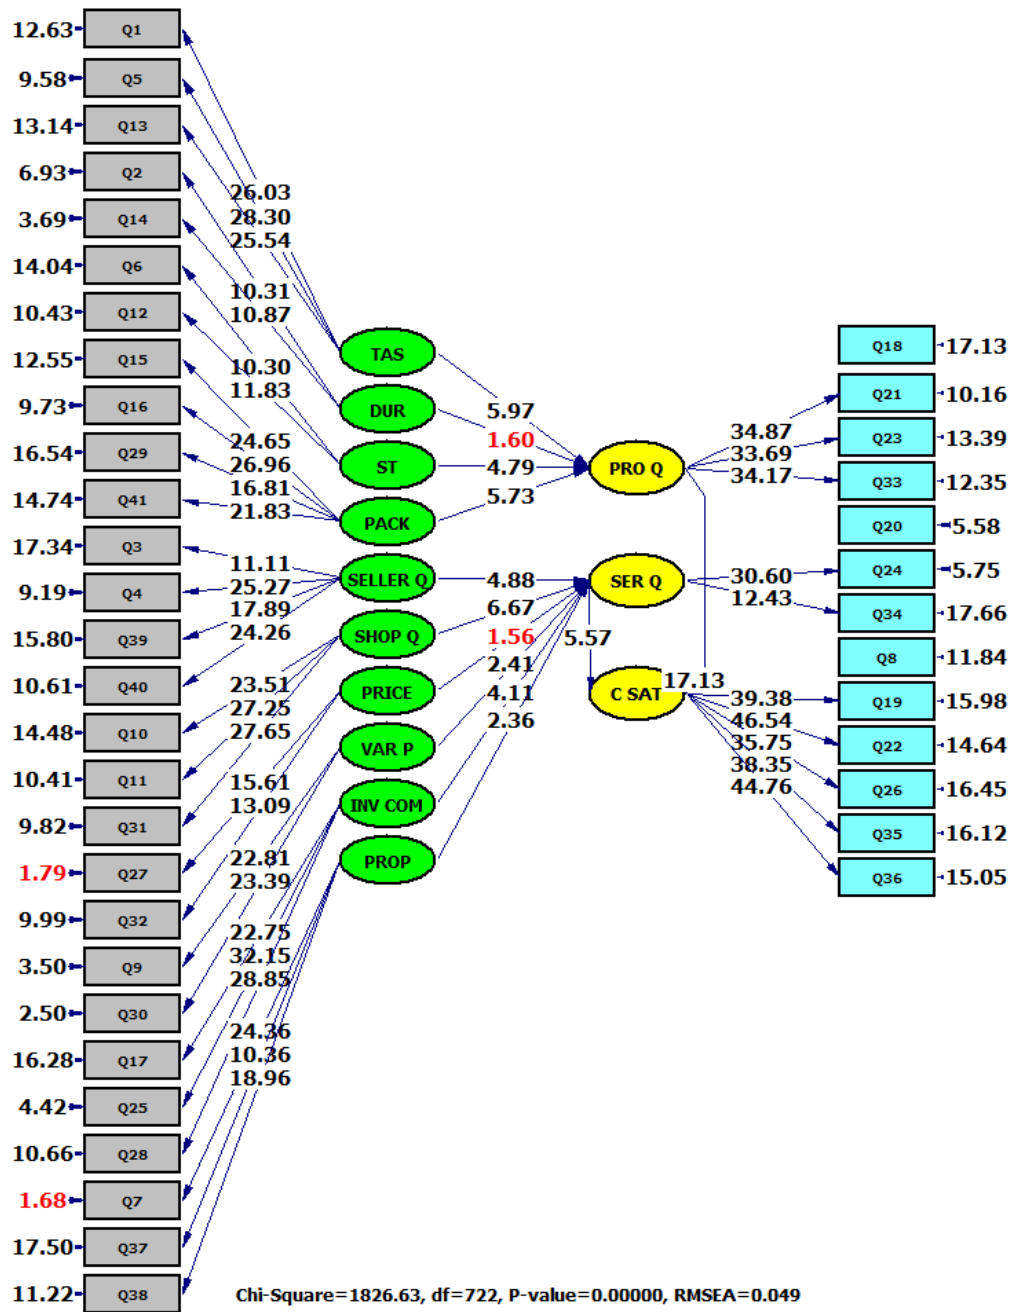 12.63 Q1
9.58 Q5
13.14 Q13
6.93 Q2
3.69 Q14
14.04 Q6
10.43 Q12
12.55 Q15
9.73 Q16
16.54 Q29
14.74 Q41
17.34 Q3
9.19 Q4
15.80 Q39
10.61 Q40
14.48 Q10
10.41 Q11
9.82 Q31
1.79 Q27
9.99 Q32
3.50 Q9
2.50 Q30
16.28 Q17
4.42 Q25
10.66 Q28
1.68 Q7
17.50 Q37
11.22 Q38
26.03
28.30
25.54
10.31
10.87
10.30
11.83
24.65
26.96
16.81
21.83
11.11
25.27
17.89
24.26
23.51
27.25
27.65
15.61
13.09
22.81
23.39
22.75
32.15
28.85
24.36
10.36
18.96
TAS
DUR
ST
PACK
SELLER Q
SHOP Q
PRICE
VAR P
INV COM
PROP
5.97
1.60
4.79
5.73
4.88
6.67
1.56
2.41
4.11
2.36
PRO Q
SER Q
C SAT
5.57
17.13
34.87
33.69
34.17
30.60
12.43
39.38
46.54
35.75
38.35
44.76
Q18 17.13
Q21 10.16
Q23 13.39
Q33 12.35
Q20 5.58
Q24 5.75
Q34 17.66
Q8 11.84
Q19 15.98
Q22 14.64
Q26 16.45
Q35 16.12
Q36 15.05
Chi-Square=1826.63, df=722, P-value=0.00000, RMSEA=0.049